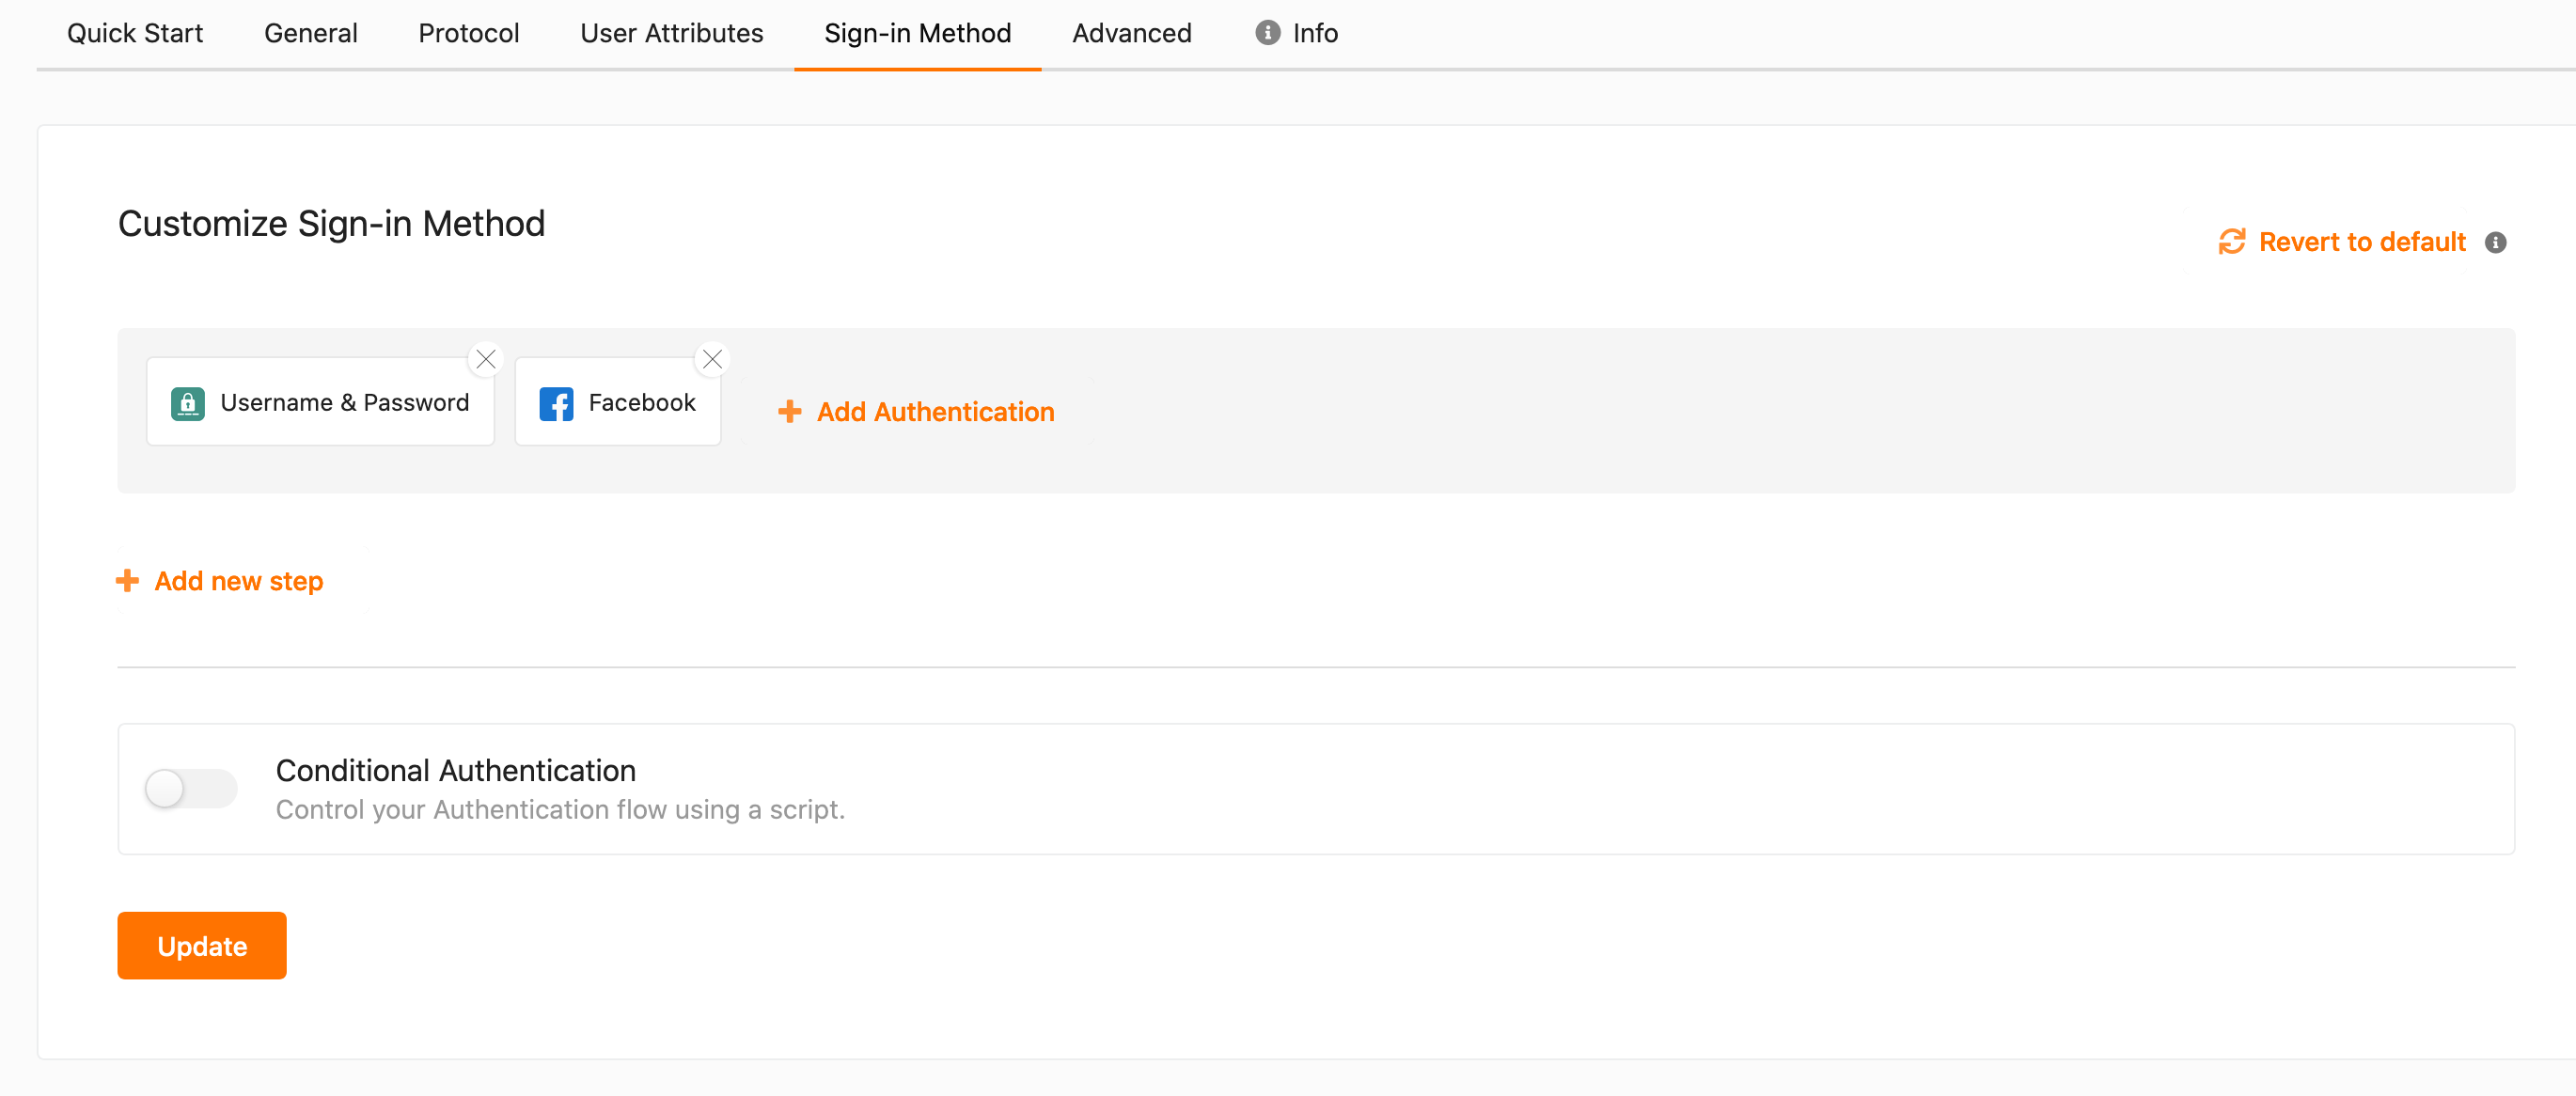 Quick Start General Protocol User Attributes Sign-in Method Advanced Info
Customize Sign-in Method
Revert to default
Username & Password Facebook Add Authentication
Add new step
Conditional Authentication
Control your Authentication flow using a script.
Update